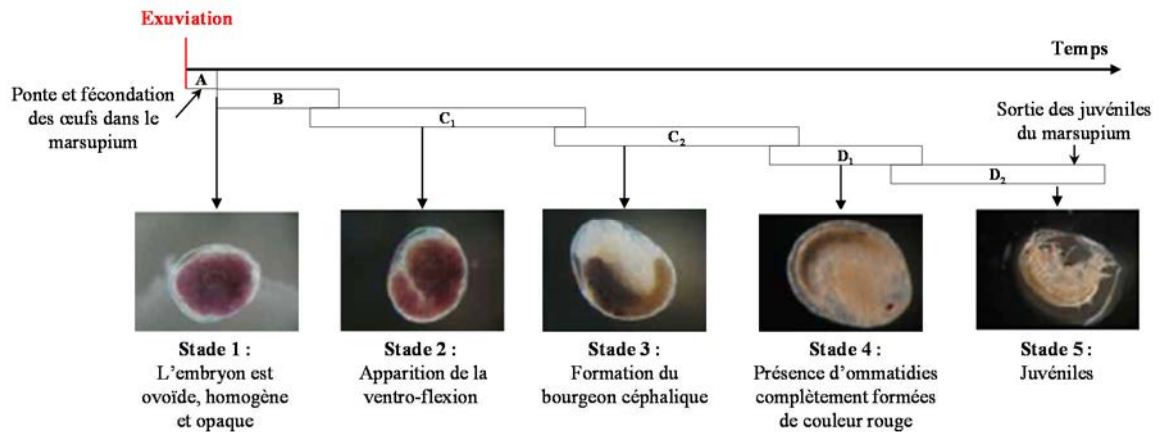 Exuviation
Temps
A
Ponte et fécondation
des œufs dans le
marsupium
B
C1
C2
Sortie des juvéniles
du marsupium
D1
D2
Stade 1 :
L'embryon est
ovoïde, homogène
et opaque
Stade 2 :
Apparition de la
ventro-flexion
Stade 3 :
Formation du
bourgeon céphalique
Stade 4 :
Présence d'ommatidies
complètement formées
de couleur rouge
Stade 5 :
Juvéniles